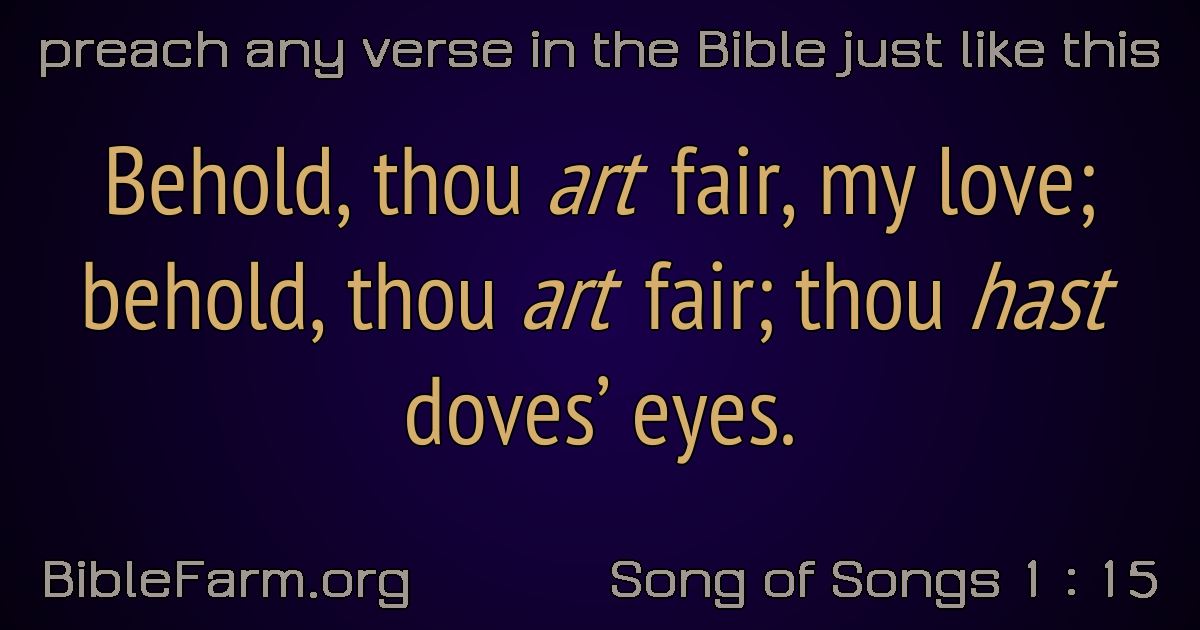 preach any verse in the Bible just like this
Behold, thou art fair, my love;
behold, thou art fair; thou hast
doves’ eyes.
BibleFarm.org
Song of Songs 1 : 15